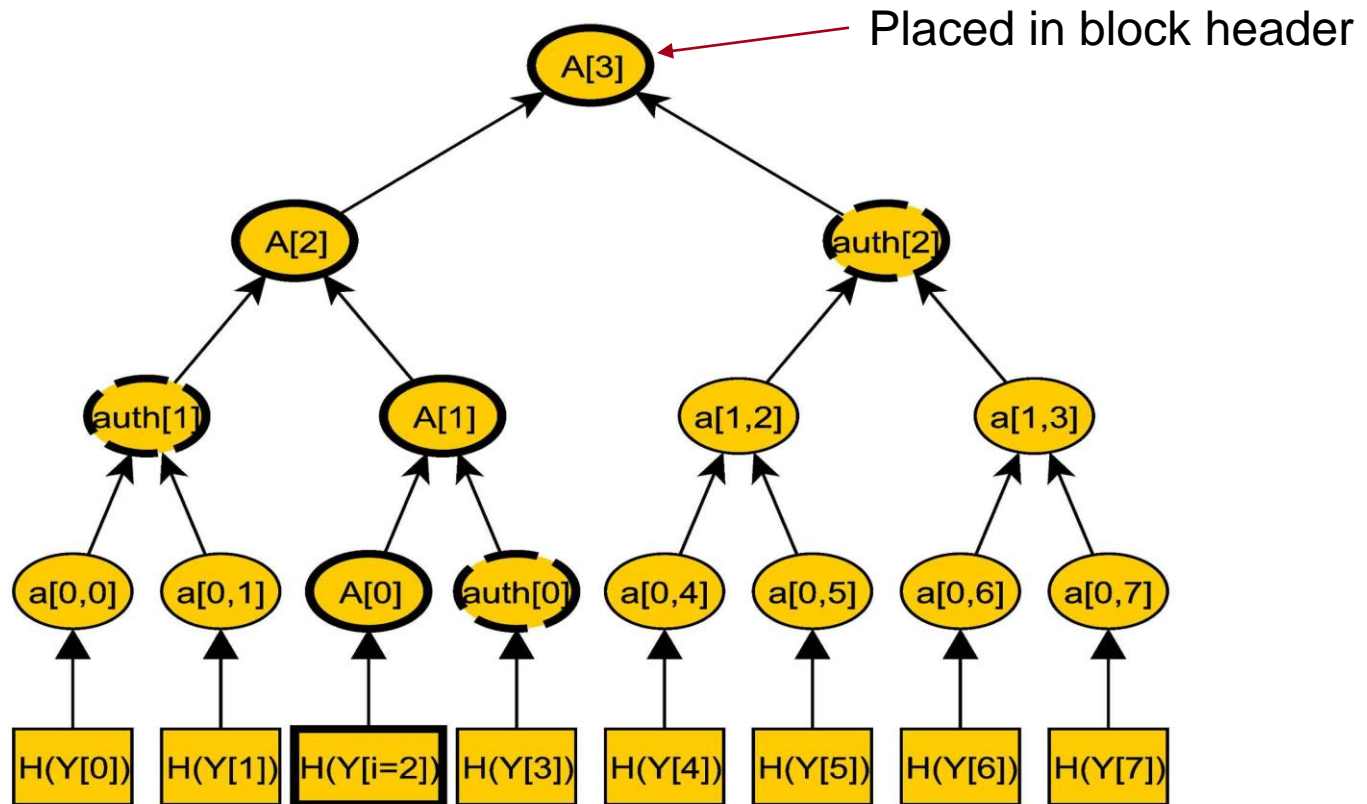 Placed in block header
A[3]
A[2] auth[2]
auth[1] A[1] a[1,2] a[1,3]
a[0,0] a[0,1] A[0] auth[0] a[0,4] a[0,5] a[0,6] a[0,7]
H(Y[0]) H(Y[1]) H(Y[i=2]) H(Y[3]) H(Y[4]) H(Y[5]) H(Y[6]) H(Y[7])